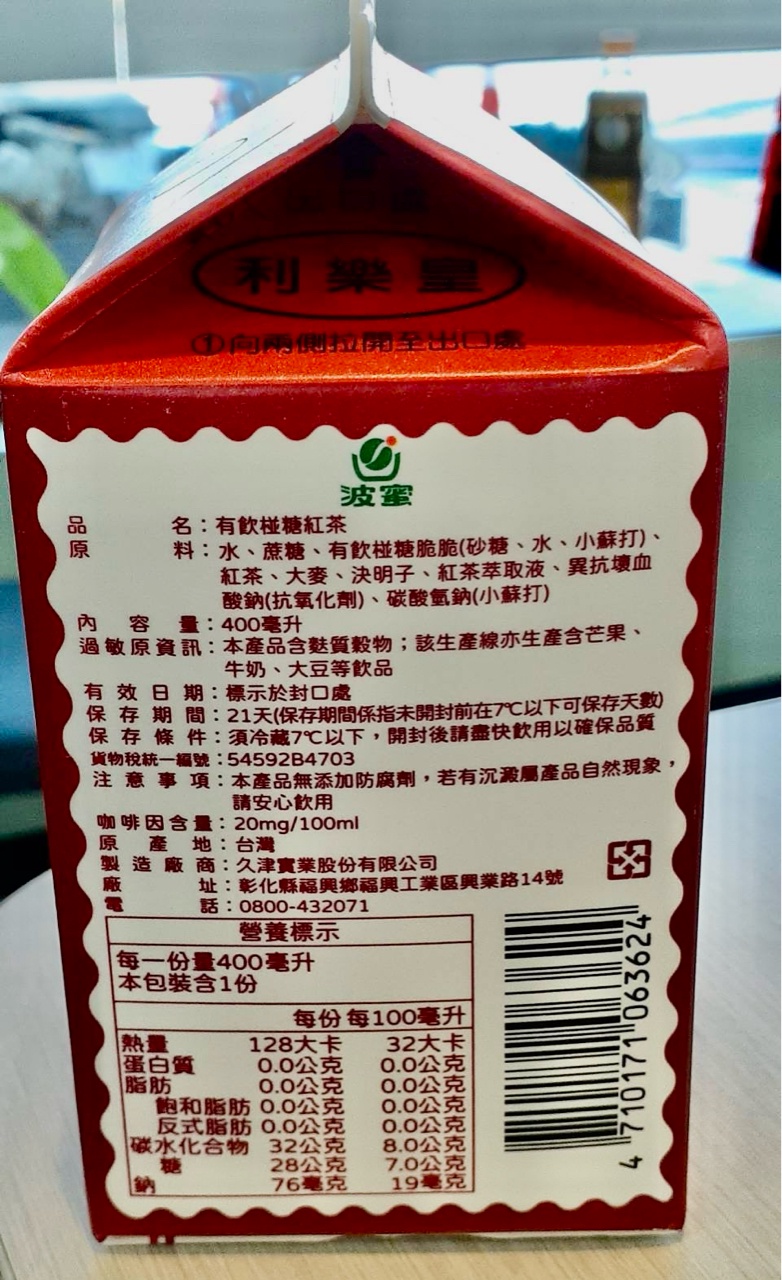 利樂皇
①向兩側拉開至出口處
波蜜
品名：有飲椪糖紅茶
原料：水、蔗糖、有飲椪糖脆脆(砂糖、水、小蘇打)、
紅茶、大麥、決明子、紅茶萃取液、異抗壞血
酸鈉(抗氧化劑)、碳酸氫鈉(小蘇打)
內容量：400毫升
過敏原資訊：本產品含麩質穀物；該生產線亦生產含芒果、
牛奶、大豆等飲品
有效日期：標示於封口處
保存期間：21天(保存期間係指未開封前在7℃以下可保存天數)
保存條件：須冷藏7℃以下，開封後請盡快飲用以確保品質
貨物稅統一編號：54592B4703
注意事項：本產品無添加防腐劑，若有沉澱屬產品自然現象，
請安心飲用
咖啡因含量：20mg/100ml
原產地：台灣
製造廠商：久津實業股份有限公司
廠址：彰化縣福興鄉福興工業區興業路14號
電話：0800-432071
營養標示
每一份量400毫升
本包裝含1份
每份 每100毫升
熱量 128大卡 32大卡
蛋白質 0.0公克 0.0公克
脂肪 0.0公克 0.0公克
飽和脂肪 0.0公克 0.0公克
反式脂肪 0.0公克 0.0公克
碳水化合物 32公克 8.0公克
糖 28公克 7.0公克
鈉 76毫克 19毫克
4 710171 063624